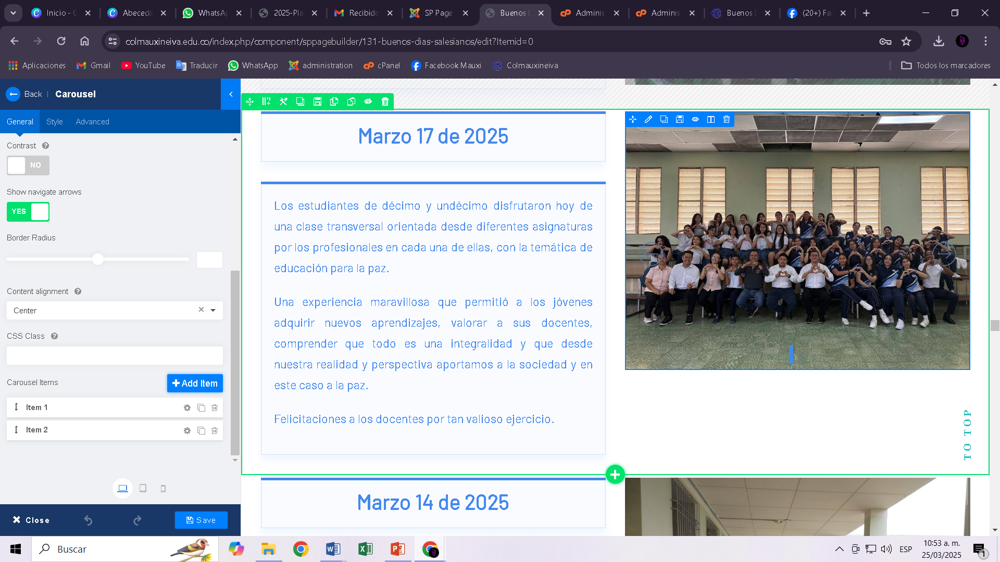 Inicio - C
Abeceda
WhatsAp
2025-Pla
Recibido
SP Page
Buenos D
Adminis
Adminis
Buenos D
(20+) Fa
colmauxineiva.edu.co/index.php/component/sppagebuilder/131-buenos-dias-salesianos/edit?Itemid=0
Aplicaciones
Gmail
YouTube
Traducir
WhatsApp
administration
cPanel
Facebook Mauxi
Colmauxineiva
Todos los marcadores
Back | Carousel
General
Style
Advanced
Contrast
NO
Show navigate arrows
YES
Border Radius
Content alignment
Center
CSS Class
Carousel Items
+ Add Item
Item 1
Item 2
Close
Save
Marzo 17 de 2025
Los estudiantes de décimo y undécimo disfrutaron hoy de
una clase transversal orientada desde diferentes asignaturas
por los profesionales en cada una de ellas, con la temática de
educación para la paz.
Una experiencia maravillosa que permitió a los jóvenes
adquirir nuevos aprendizajes, valorar a sus docentes,
comprender que todo es una integralidad y que desde
nuestra realidad y perspectiva aportamos a la sociedad y en
este caso a la paz.
Felicitaciones a los docentes por tan valioso ejercicio.
TO TOP
Marzo 14 de 2025
Buscar
ESP
10:53 a. m.
25/03/2025
1